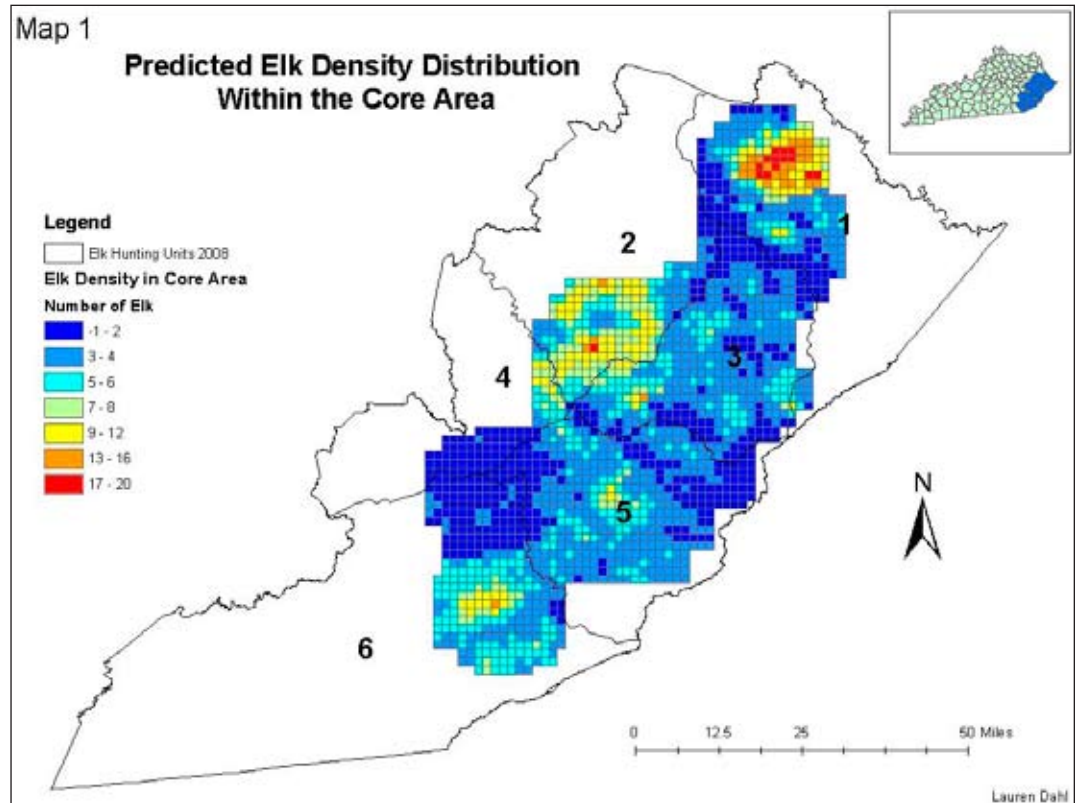 Map 1
Predicted Elk Density Distribution
Within the Core Area
Legend
Elk Hunting Units 2008
Elk Density in Core Area
Number of Elk
-1 - 2
3 - 4
5 - 6
7 - 8
9 - 12
13 - 16
17 - 20
1
2
3
4
5
6
N
0 12.5 25 50 Miles
Lauren Dahl